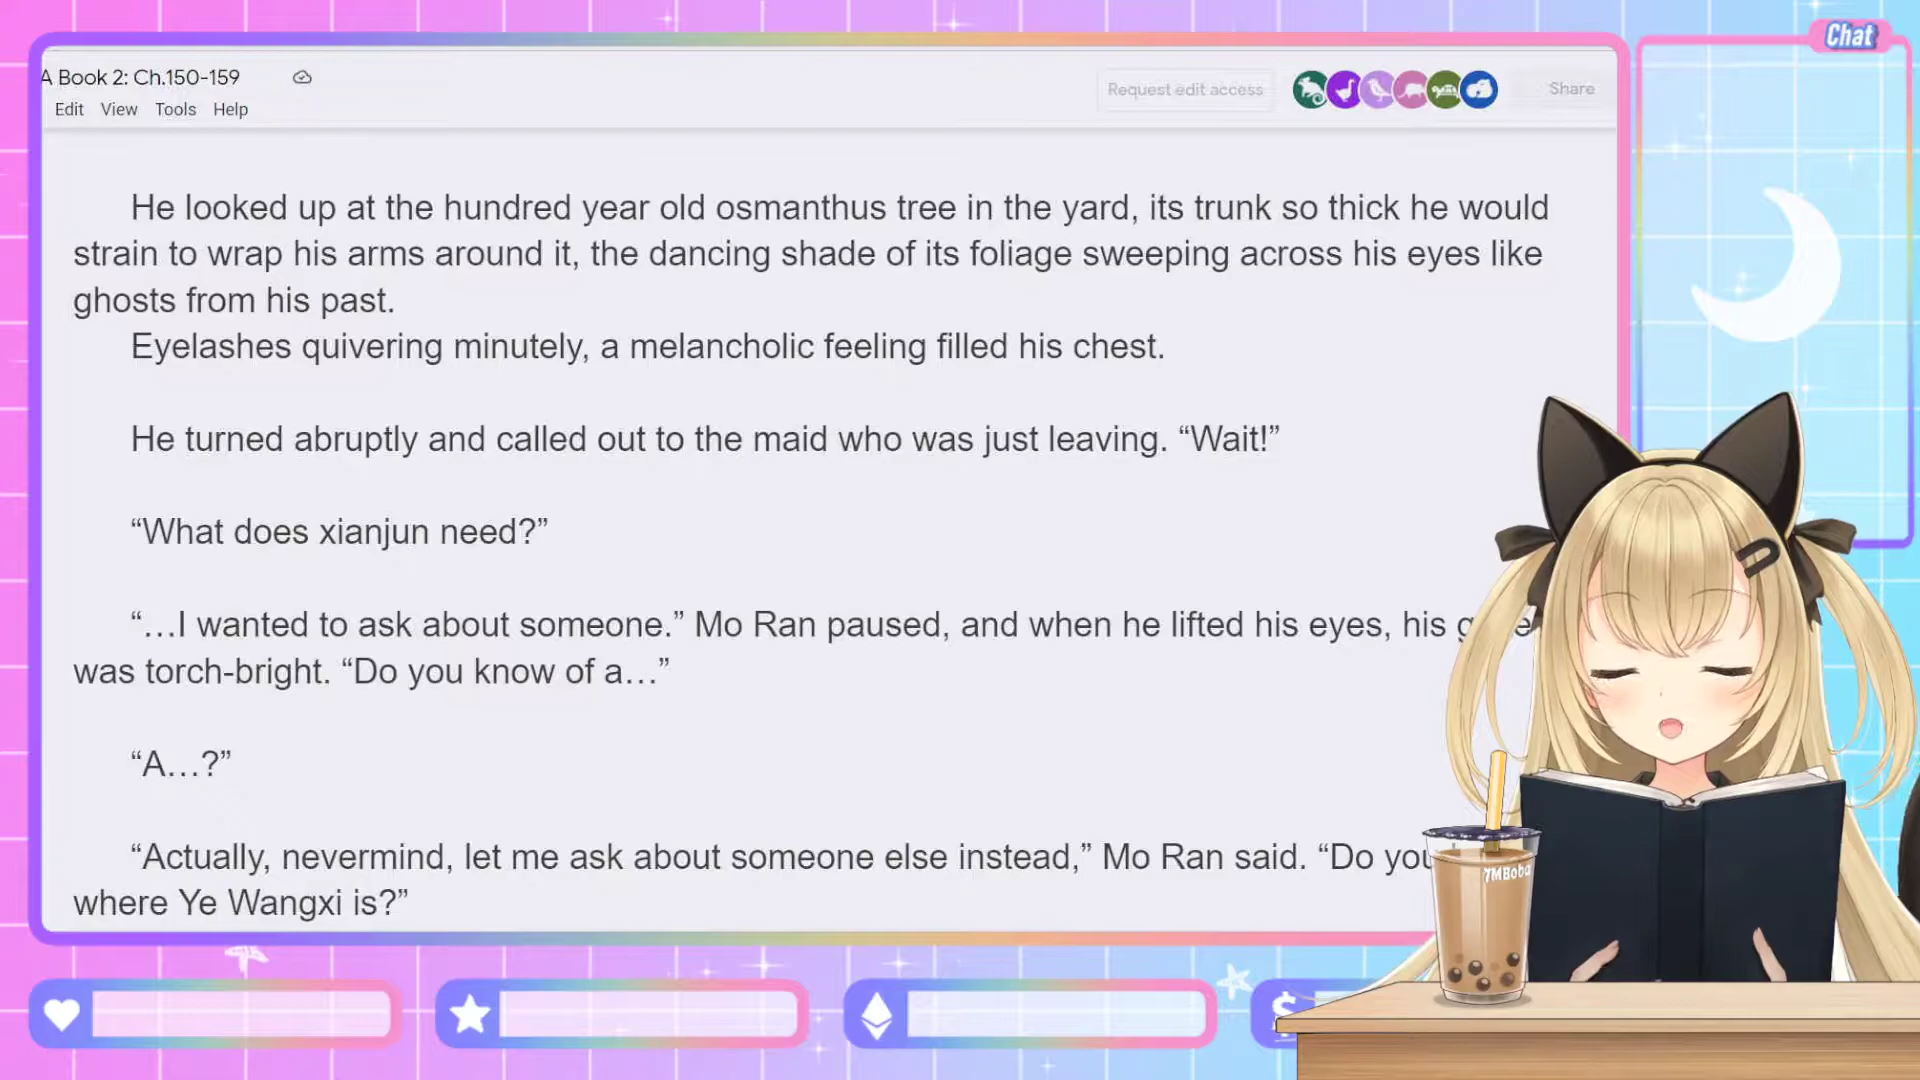 Chat
A Book 2: Ch.150-159
Request edit access
Share
Edit View Tools Help
He looked up at the hundred year old osmanthus tree in the yard, its trunk so thick he would
strain to wrap his arms around it, the dancing shade of its foliage sweeping across his eyes like
ghosts from his past.
Eyelashes quivering minutely, a melancholic feeling filled his chest.
He turned abruptly and called out to the maid who was just leaving. “Wait!”
“What does xianjun need?”
“…I wanted to ask about someone.” Mo Ran paused, and when he lifted his eyes, his
was torch-bright. “Do you know of a…”
“A…?”
“Actually, nevermind, let me ask about someone else instead,” Mo Ran said. “Do you
where Ye Wangxi is?”
7MBoba
$